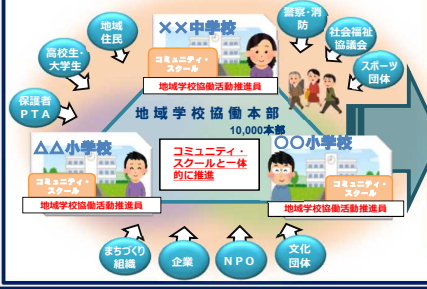 ××中学校
コミュニティ・
スクール
地域学校協働活動推進員
地域
住民
高校生・
大学生
保護者
ＰＴＡ
警察・消
防
社会福祉
協議会
スポーツ
団体
地域学校協働本部
10,000本部
コミュニティ・
スクールと一体
的に推進
△△小学校
コミュニティ・
スクール
地域学校協働活動推進員
〇〇小学校
コミュニティ・
スクール
地域学校協働活動推進員
まちづくり
組織
企業
ＮＰＯ
文化
団体